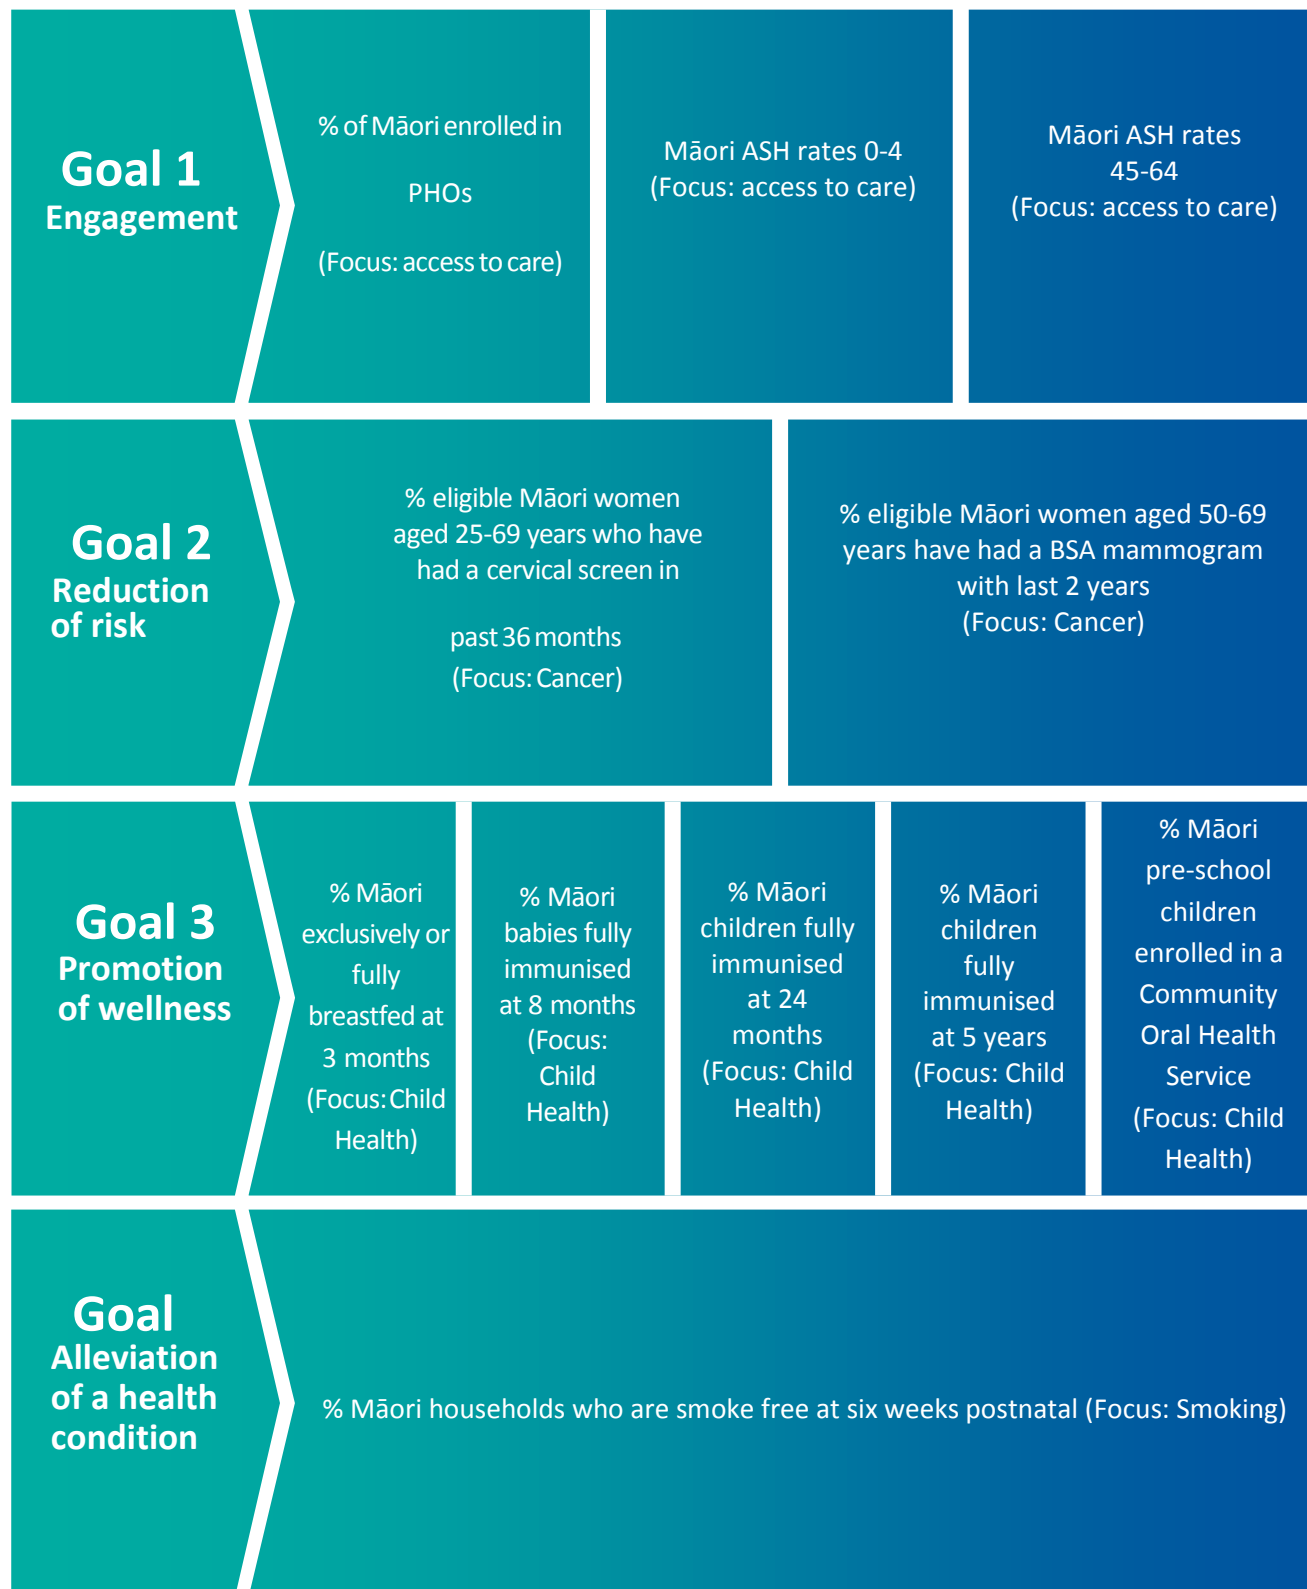 Goal 1
Engagement
% of Māori enrolled in
PHOs
(Focus: access to care)
Māori ASH rates 0-4
(Focus: access to care)
Māori ASH rates
45-64
(Focus: access to care)
Goal 2
Reduction
of risk
% eligible Māori women
aged 25-69 years who have
had a cervical screen in
past 36 months
(Focus: Cancer)
% eligible Māori women aged 50-69
years have had a BSA mammogram
with last 2 years
(Focus: Cancer)
Goal 3
Promotion
of wellness
% Māori
exclusively or
fully
breastfed at
3 months
(Focus: Child
Health)
% Māori
babies fully
immunised
at 8 months
(Focus:
Child
Health)
% Māori
children fully
immunised
at 24
months
(Focus: Child
Health)
% Māori
children
fully
immunised
at 5 years
(Focus: Child
Health)
% Māori
pre-school
children
enrolled in a
Community
Oral Health
Service
(Focus: Child
Health)
Goal
Alleviation
of a health
condition
% Māori households who are smoke free at six weeks postnatal (Focus: Smoking)